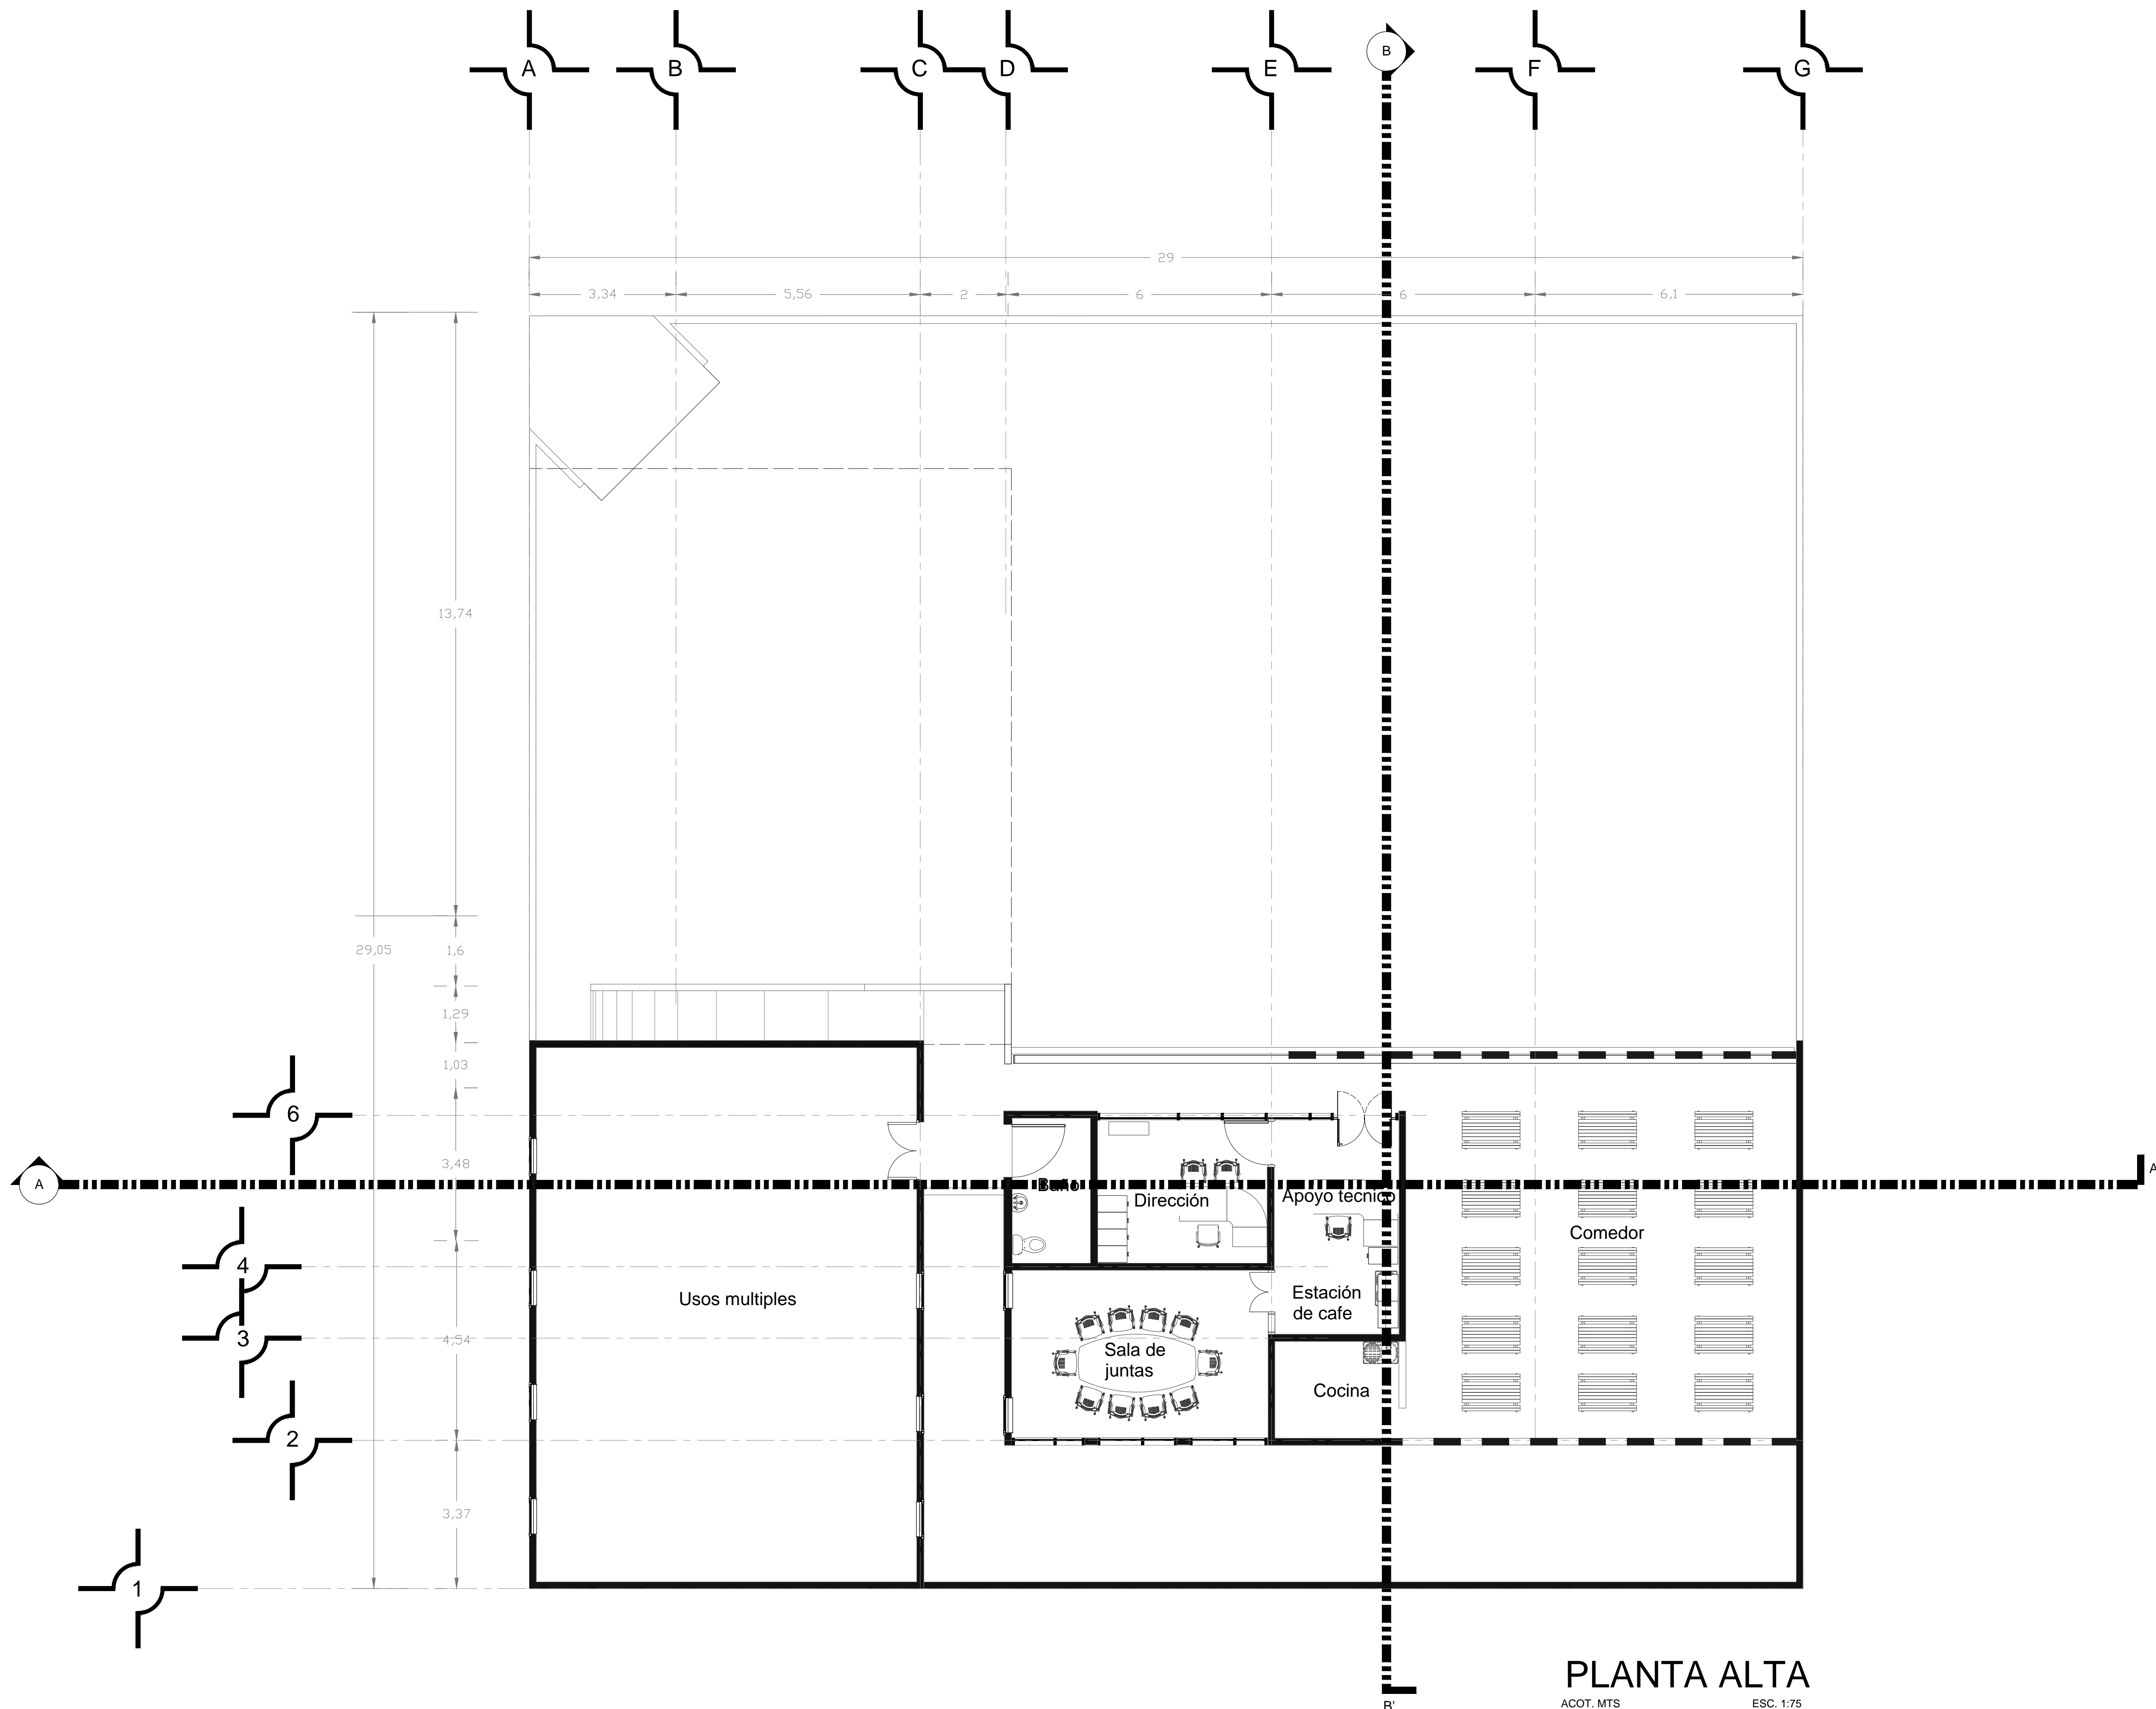 A B C D E B F G
29
3,34 5,56 2 6 6 6,1
13,74
29,05
1,6
1,29
1,03
6
3,48
A
A
Baño
Dirección
Apoyo tecnico
Comedor
4
Usos multiples
Estación
de cafe
3
4,54
Sala de
juntas
Cocina
2
3,37
1
PLANTA ALTA
B'
ACOT. MTS ESC. 1:75